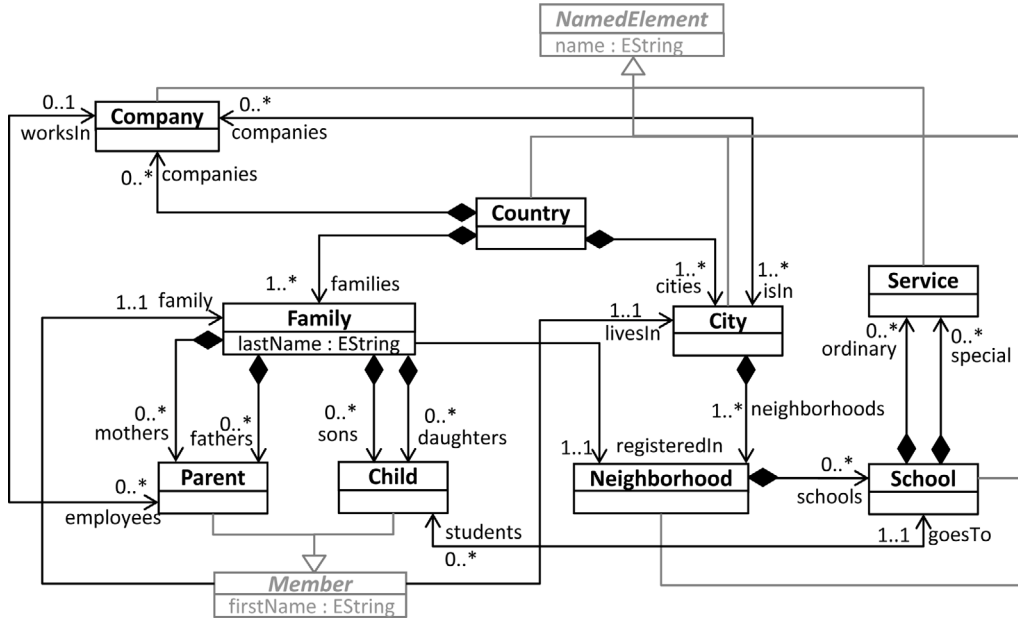 NamedElement
name : EString
0..1
worksIn
Company
0..*
companies
0..*
companies
Country
1..*
families
1..*
cities
1..*
isIn
Service
1..1
family
Family
lastName : EString
1..1
livesIn
City
0..*
ordinary
0..*
special
0..*
mothers
0..*
fathers
0..*
sons
0..*
daughters
1..*
neighborhoods
1..1
registeredIn
Parent
Child
Neighborhood
0..*
schools
School
0..*
employees
students
0..*
1..1
goesTo
Member
firstName : EString